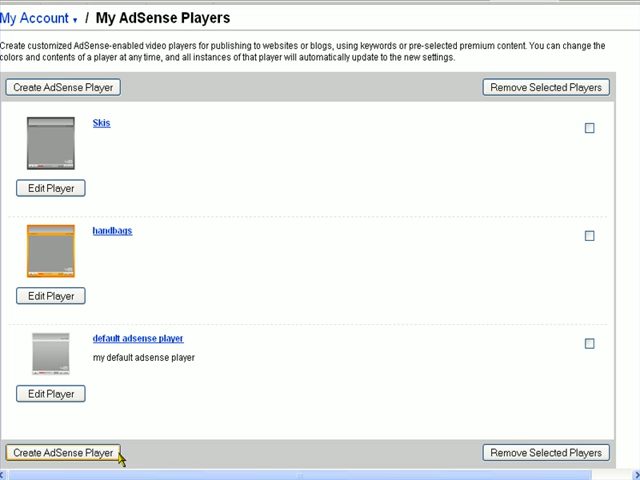 My Account ▾ / My AdSense Players
Create customized AdSense-enabled video players for publishing to websites or blogs, using keywords or pre-selected premium content. You can change the
colors and contents of a player at any time, and all instances of that player will automatically update to the new settings.
Create AdSense Player Remove Selected Players
Skis
Edit Player
handbags
Edit Player
default adsense player
my default adsense player
Edit Player
Create AdSense Player Remove Selected Players